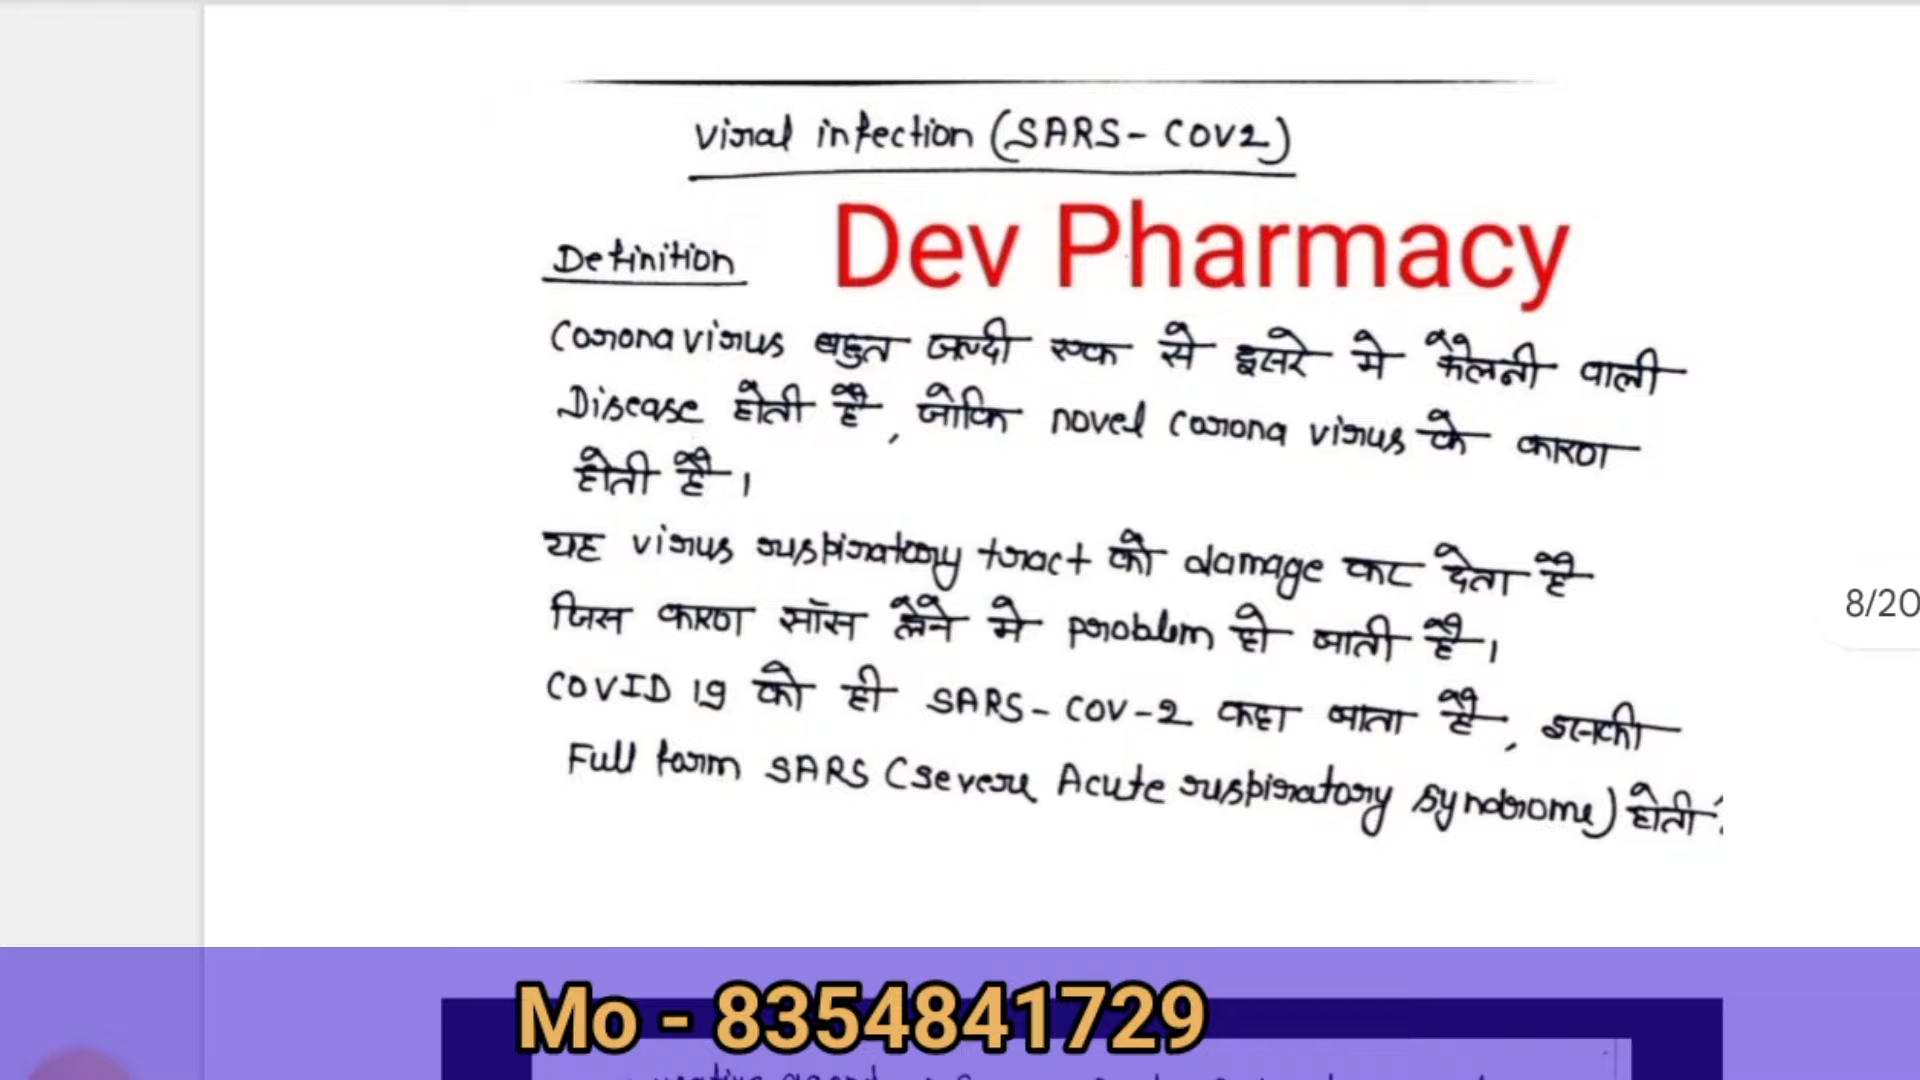 Viral infection (SARS- COV2)
Dev Pharmacy
Definition
Corona virus बहुत जल्दी एक से दुसरे मे फैलनी वाली
Disease होती है, जोकि novel corona virus के कारण
होती है।
8/20
यह virus respiratory tract को damage कर देता है
जिस कारण साँस लेने मे problem हो जाती है।
COVID 19 को ही SARS- COV-2 कहा जाता है, इसकी
Full form SARS (severe Acute respiratory syndrome) होती
Mo - 8354841729